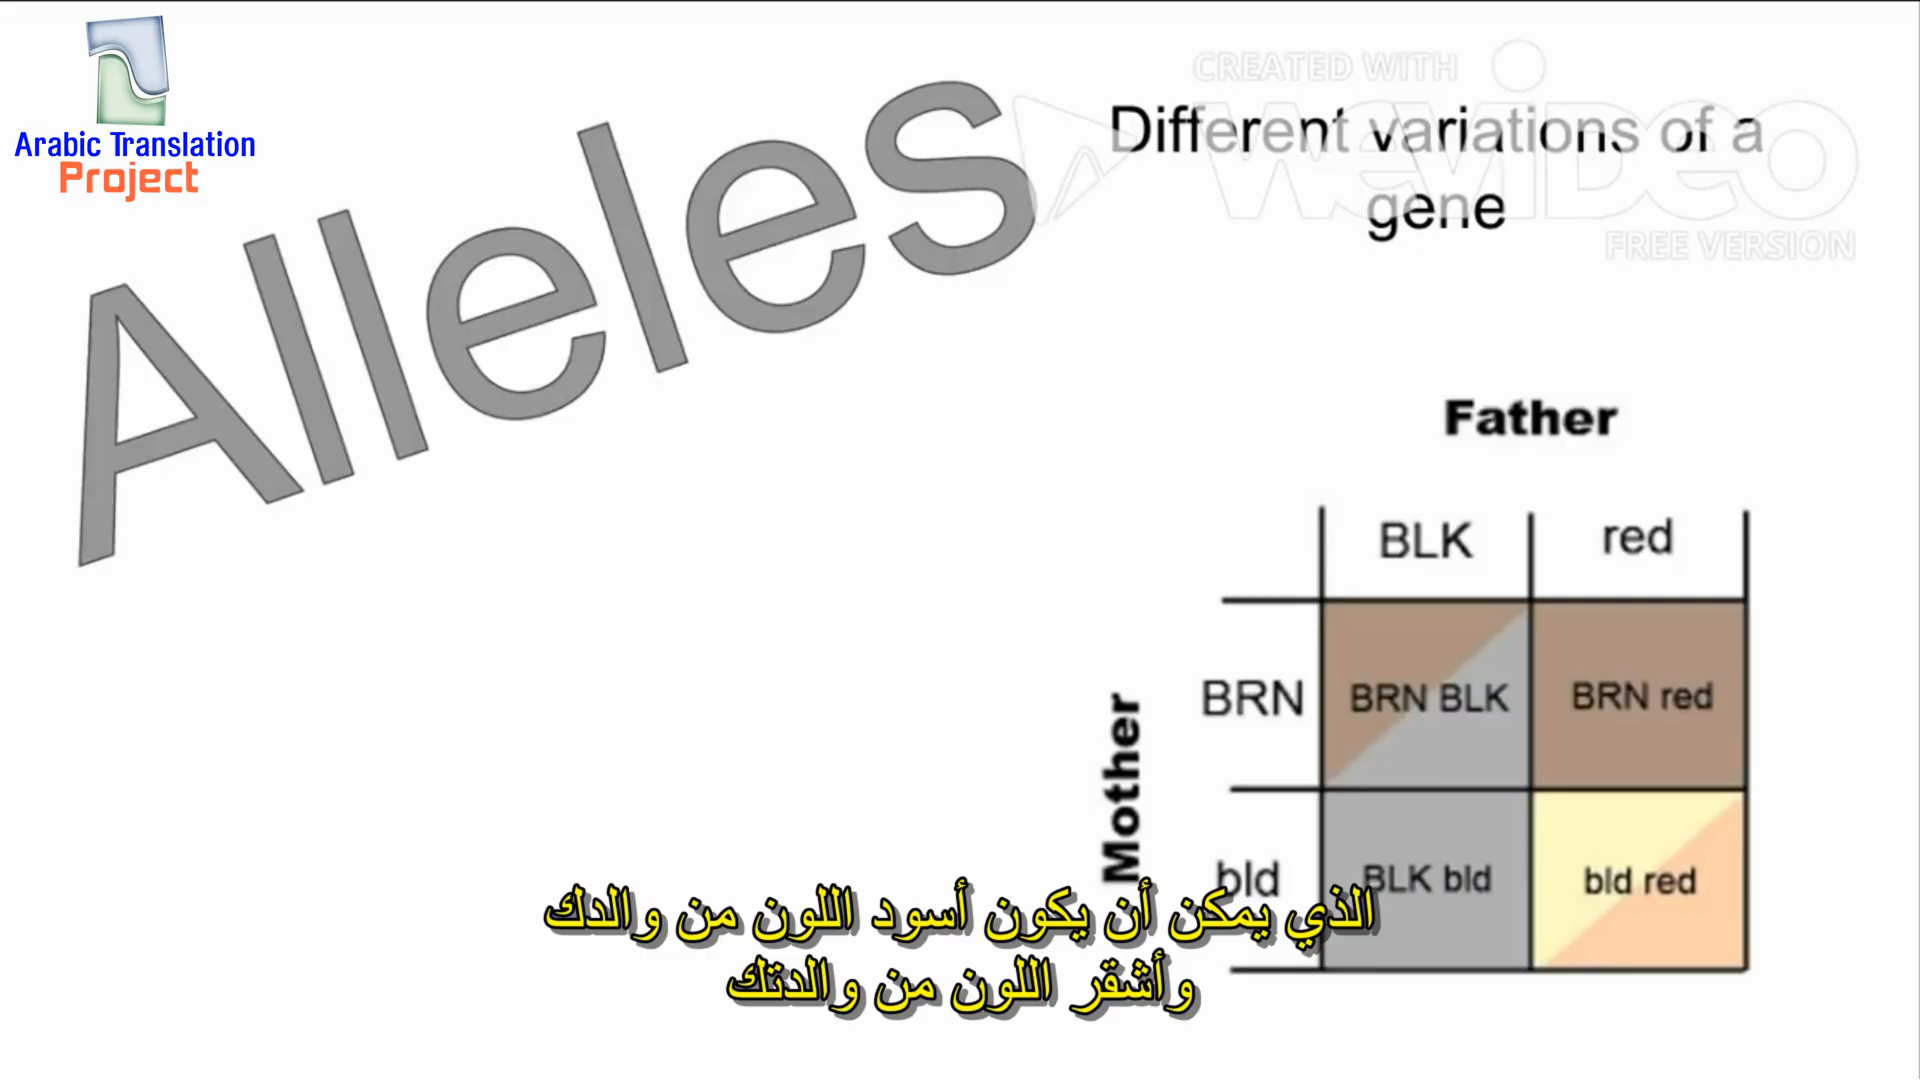 Arabic Translation
Project
Alleles
CREATED WITH
WEVIDEO
FREE VERSION
Different variations of a
gene
Father
BLK red
Mother
BRN BRN BLK BRN red
bld BLK bld bld red
الذي يمكن أن يكون أسود اللون من والدك
وأشقر اللون من والدتك